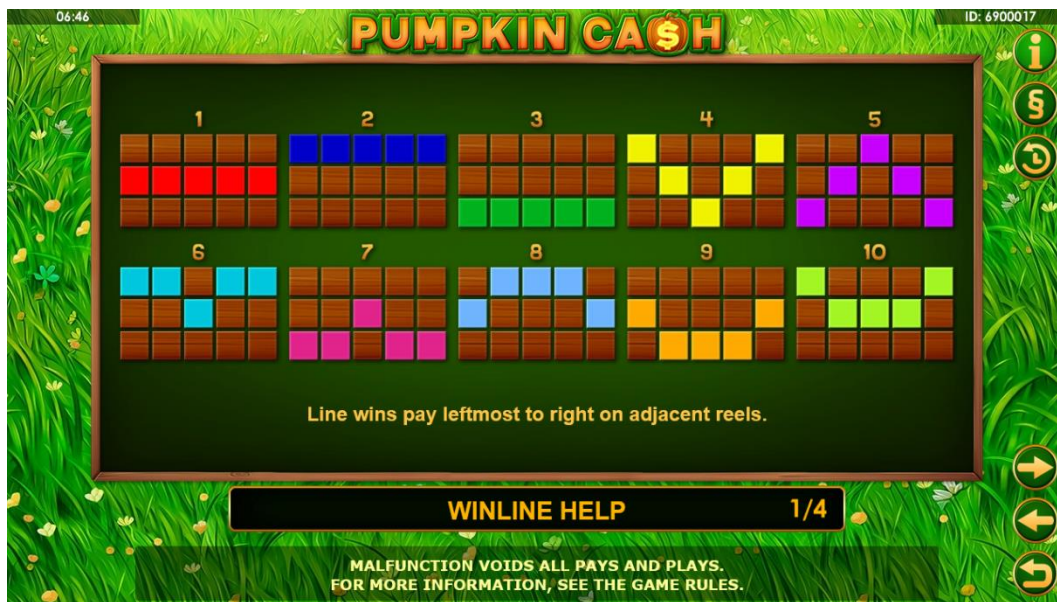 06:46
PUMPKIN CA$H
ID: 6900017
1
2
3
4
5
6
7
8
9
10
Line wins pay leftmost to right on adjacent reels.
WINLINE HELP 1/4
MALFUNCTION VOIDS ALL PAYS AND PLAYS.
FOR MORE INFORMATION, SEE THE GAME RULES.
i
§